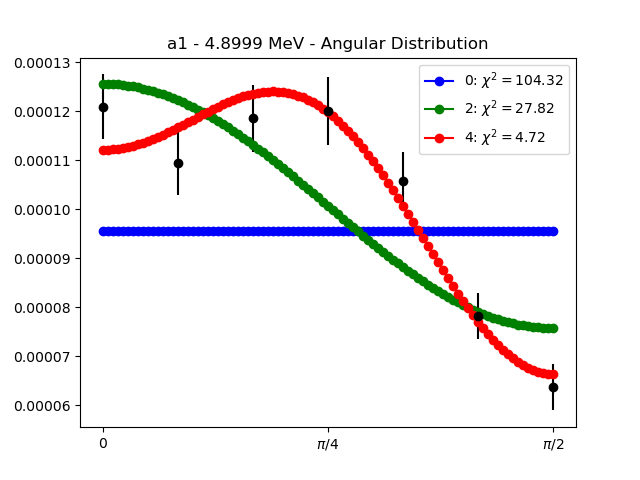 a1 - 4.8999 MeV - Angular Distribution
0.00013
0.00012
0.00011
0.00010
0.00009
0.00008
0.00007
0.00006
0: χ² = 104.32
2: χ² = 27.82
4: χ² = 4.72
0
π/4
π/2